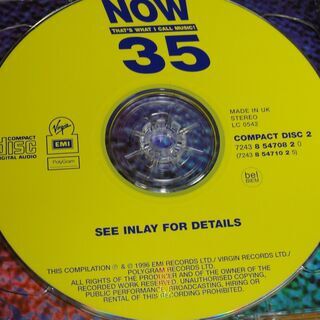 NOW
THAT'S WHAT I CALL MUSIC!
35
Virgin
EMI
PolyGram
COMPACT
disc
DIGITAL AUDIO
MADE IN UK
STEREO
LC 0542
COMPACT DISC 2
7243 8 54708 2 0
(7243 8 54710 2 5)
bel
BIEM
SEE INLAY FOR DETAILS
THIS COMPILATION ℗ & © 1996 EMI RECORDS LTD./ VIRGIN RECORDS LTD./
POLYGRAM RECORDS LTD.
ALL RIGHTS OF THE PRODUCER AND OF THE OWNER OF THE
RECORDED WORK RESERVED. UNAUTHORISED COPYING,
PUBLIC PERFORMANCE, BROADCASTING, HIRING OR
RENTAL OF THIS RECORDING PROHIBITED.